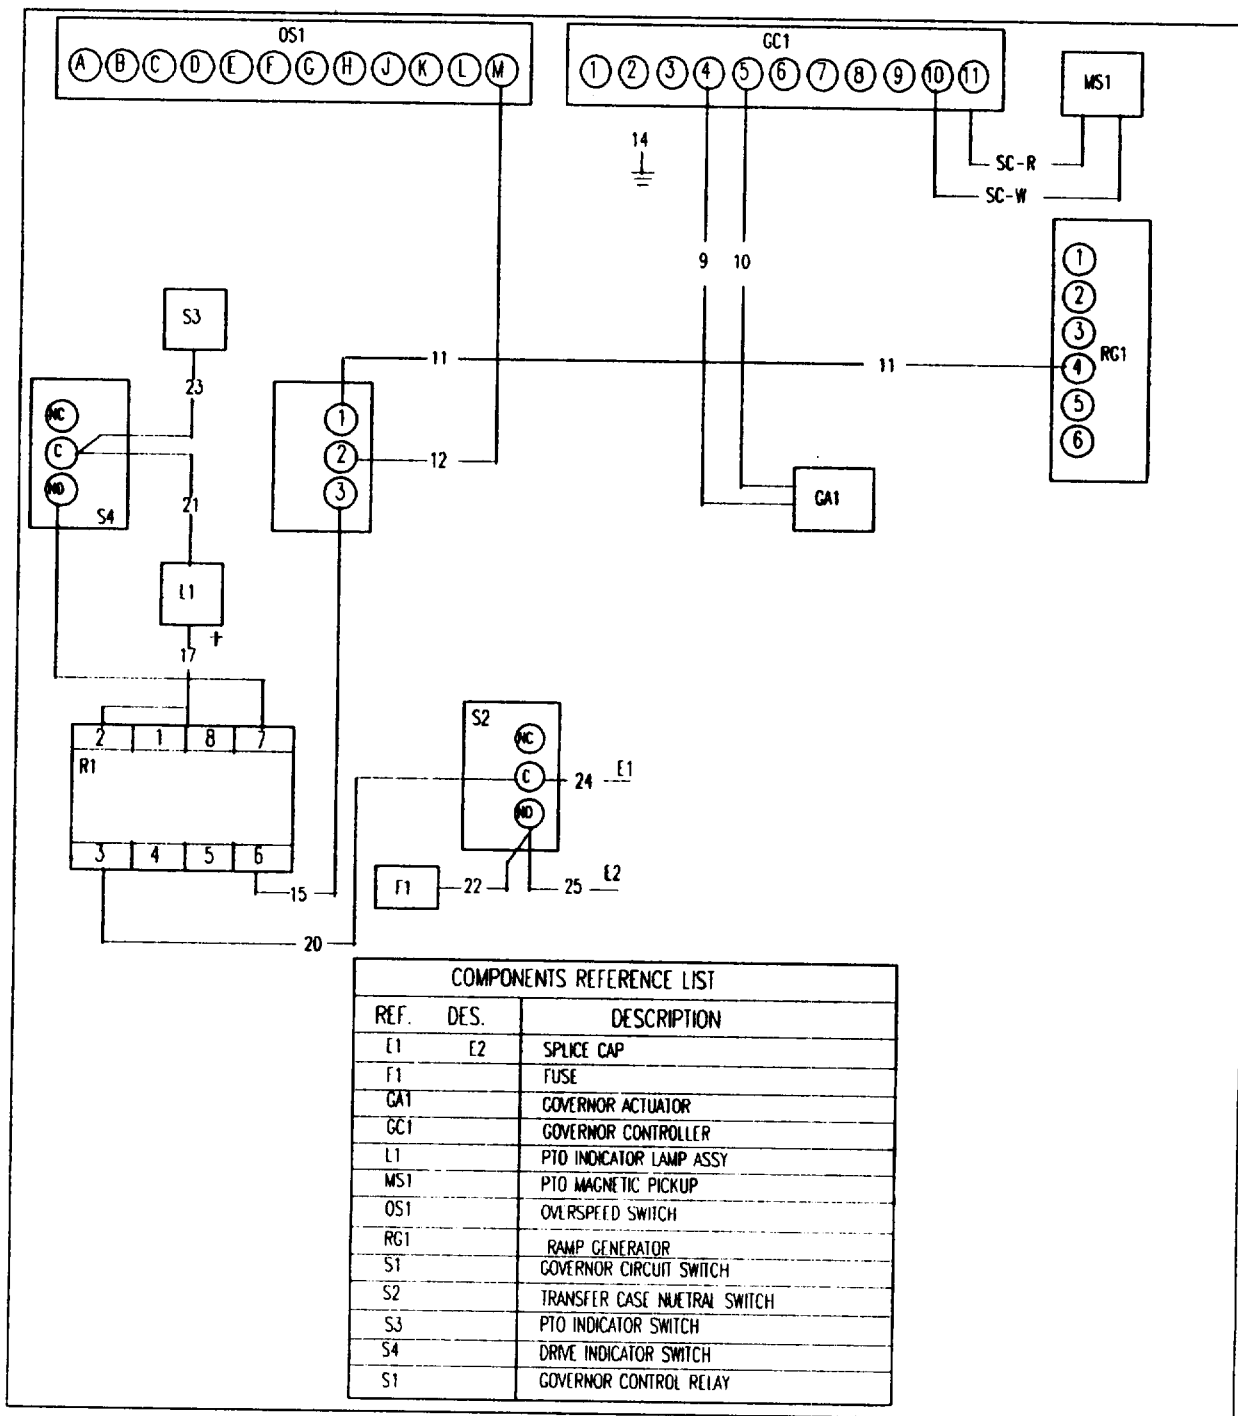 OS1
A B C D E F G H J K L M
GC1
1 2 3 4 5 6 7 8 9 10 11
MS1
14
SC-R
SC-W
9 10
1
2
3
4
5
6
RG1
S3
23
11
11
NC
C
NO
S4
1
2
3
12
21
GA1
L1
+
17
2 1 8 7
R1
3 4 5 6
S2
NC
C
NO
24
E1
F1
22
25
E2
15
20
COMPONENTS REFERENCE LIST
REF. DES. DESCRIPTION
E1 E2 SPLICE CAP
F1 FUSE
GA1 GOVERNOR ACTUATOR
GC1 GOVERNOR CONTROLLER
L1 PTO INDICATOR LAMP ASSY
MS1 PTO MAGNETIC PICKUP
OS1 OVERSPEED SWITCH
RG1 RAMP GENERATOR
S1 GOVERNOR CIRCUIT SWITCH
S2 TRANSFER CASE NUETRAL SWITCH
S3 PTO INDICATOR SWITCH
S4 DRIVE INDICATOR SWITCH
S1 GOVERNOR CONTROL RELAY